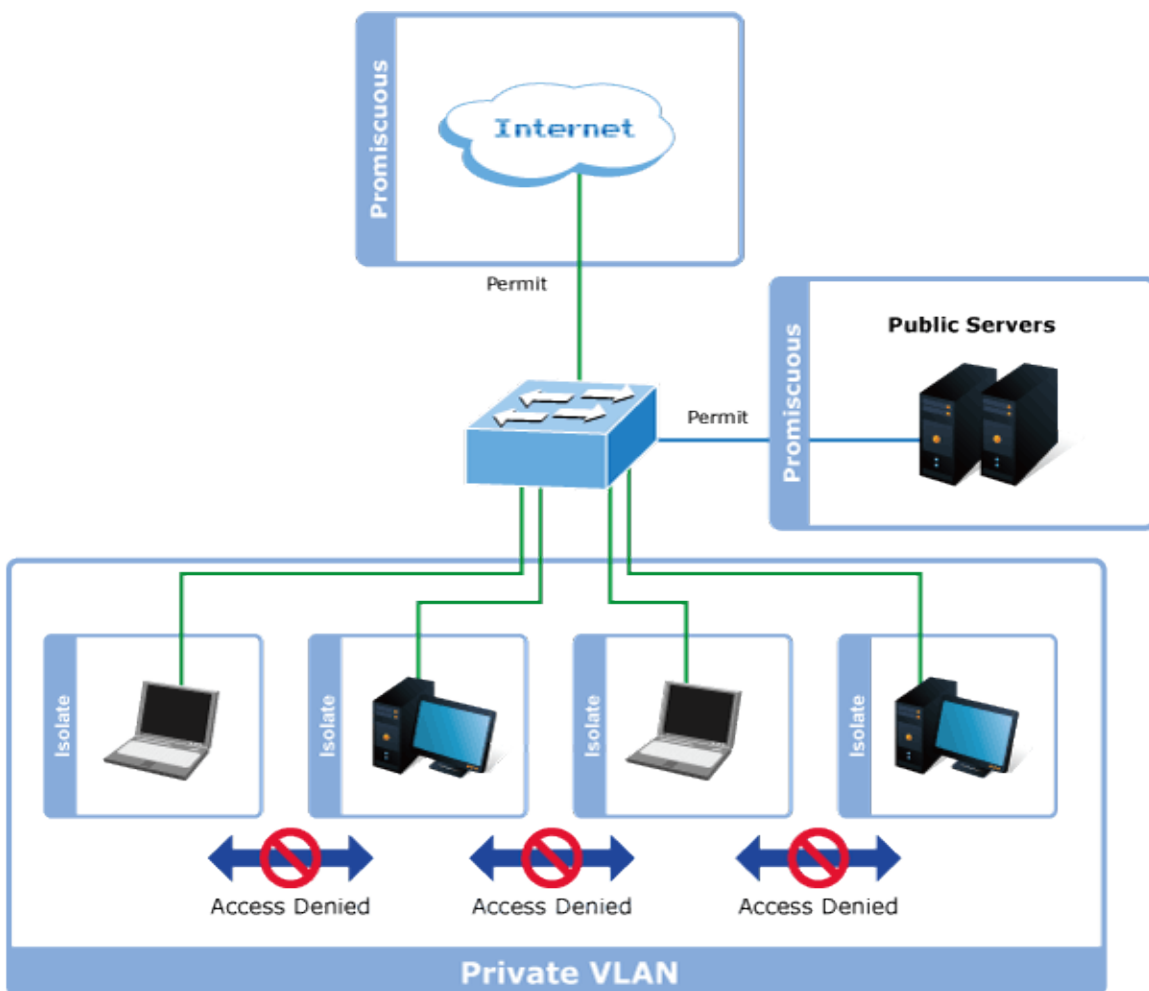 Promiscuous
Internet
Permit
Promiscuous
Public Servers
Permit
Isolate
Isolate
Isolate
Isolate
Access Denied
Access Denied
Access Denied
Private VLAN